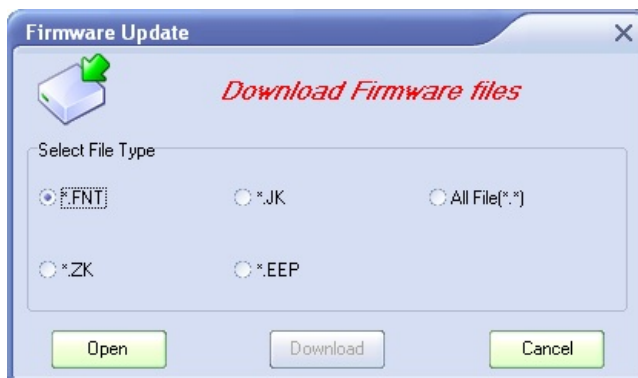 Firmware Update
Download Firmware files
Select File Type
*.FNT *.JK All File(*.*)
*.ZK *.EEP
Open Download Cancel